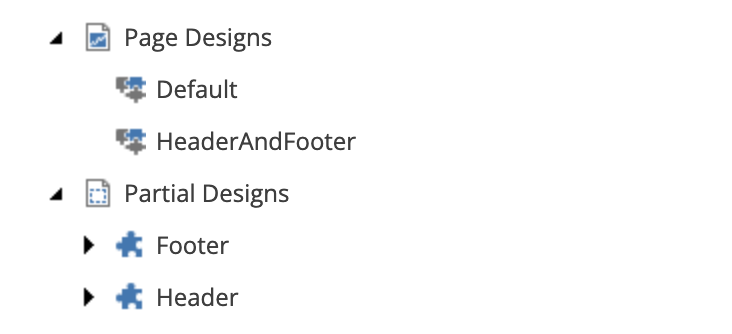 Page Designs
Default
HeaderAndFooter
Partial Designs
Footer
Header